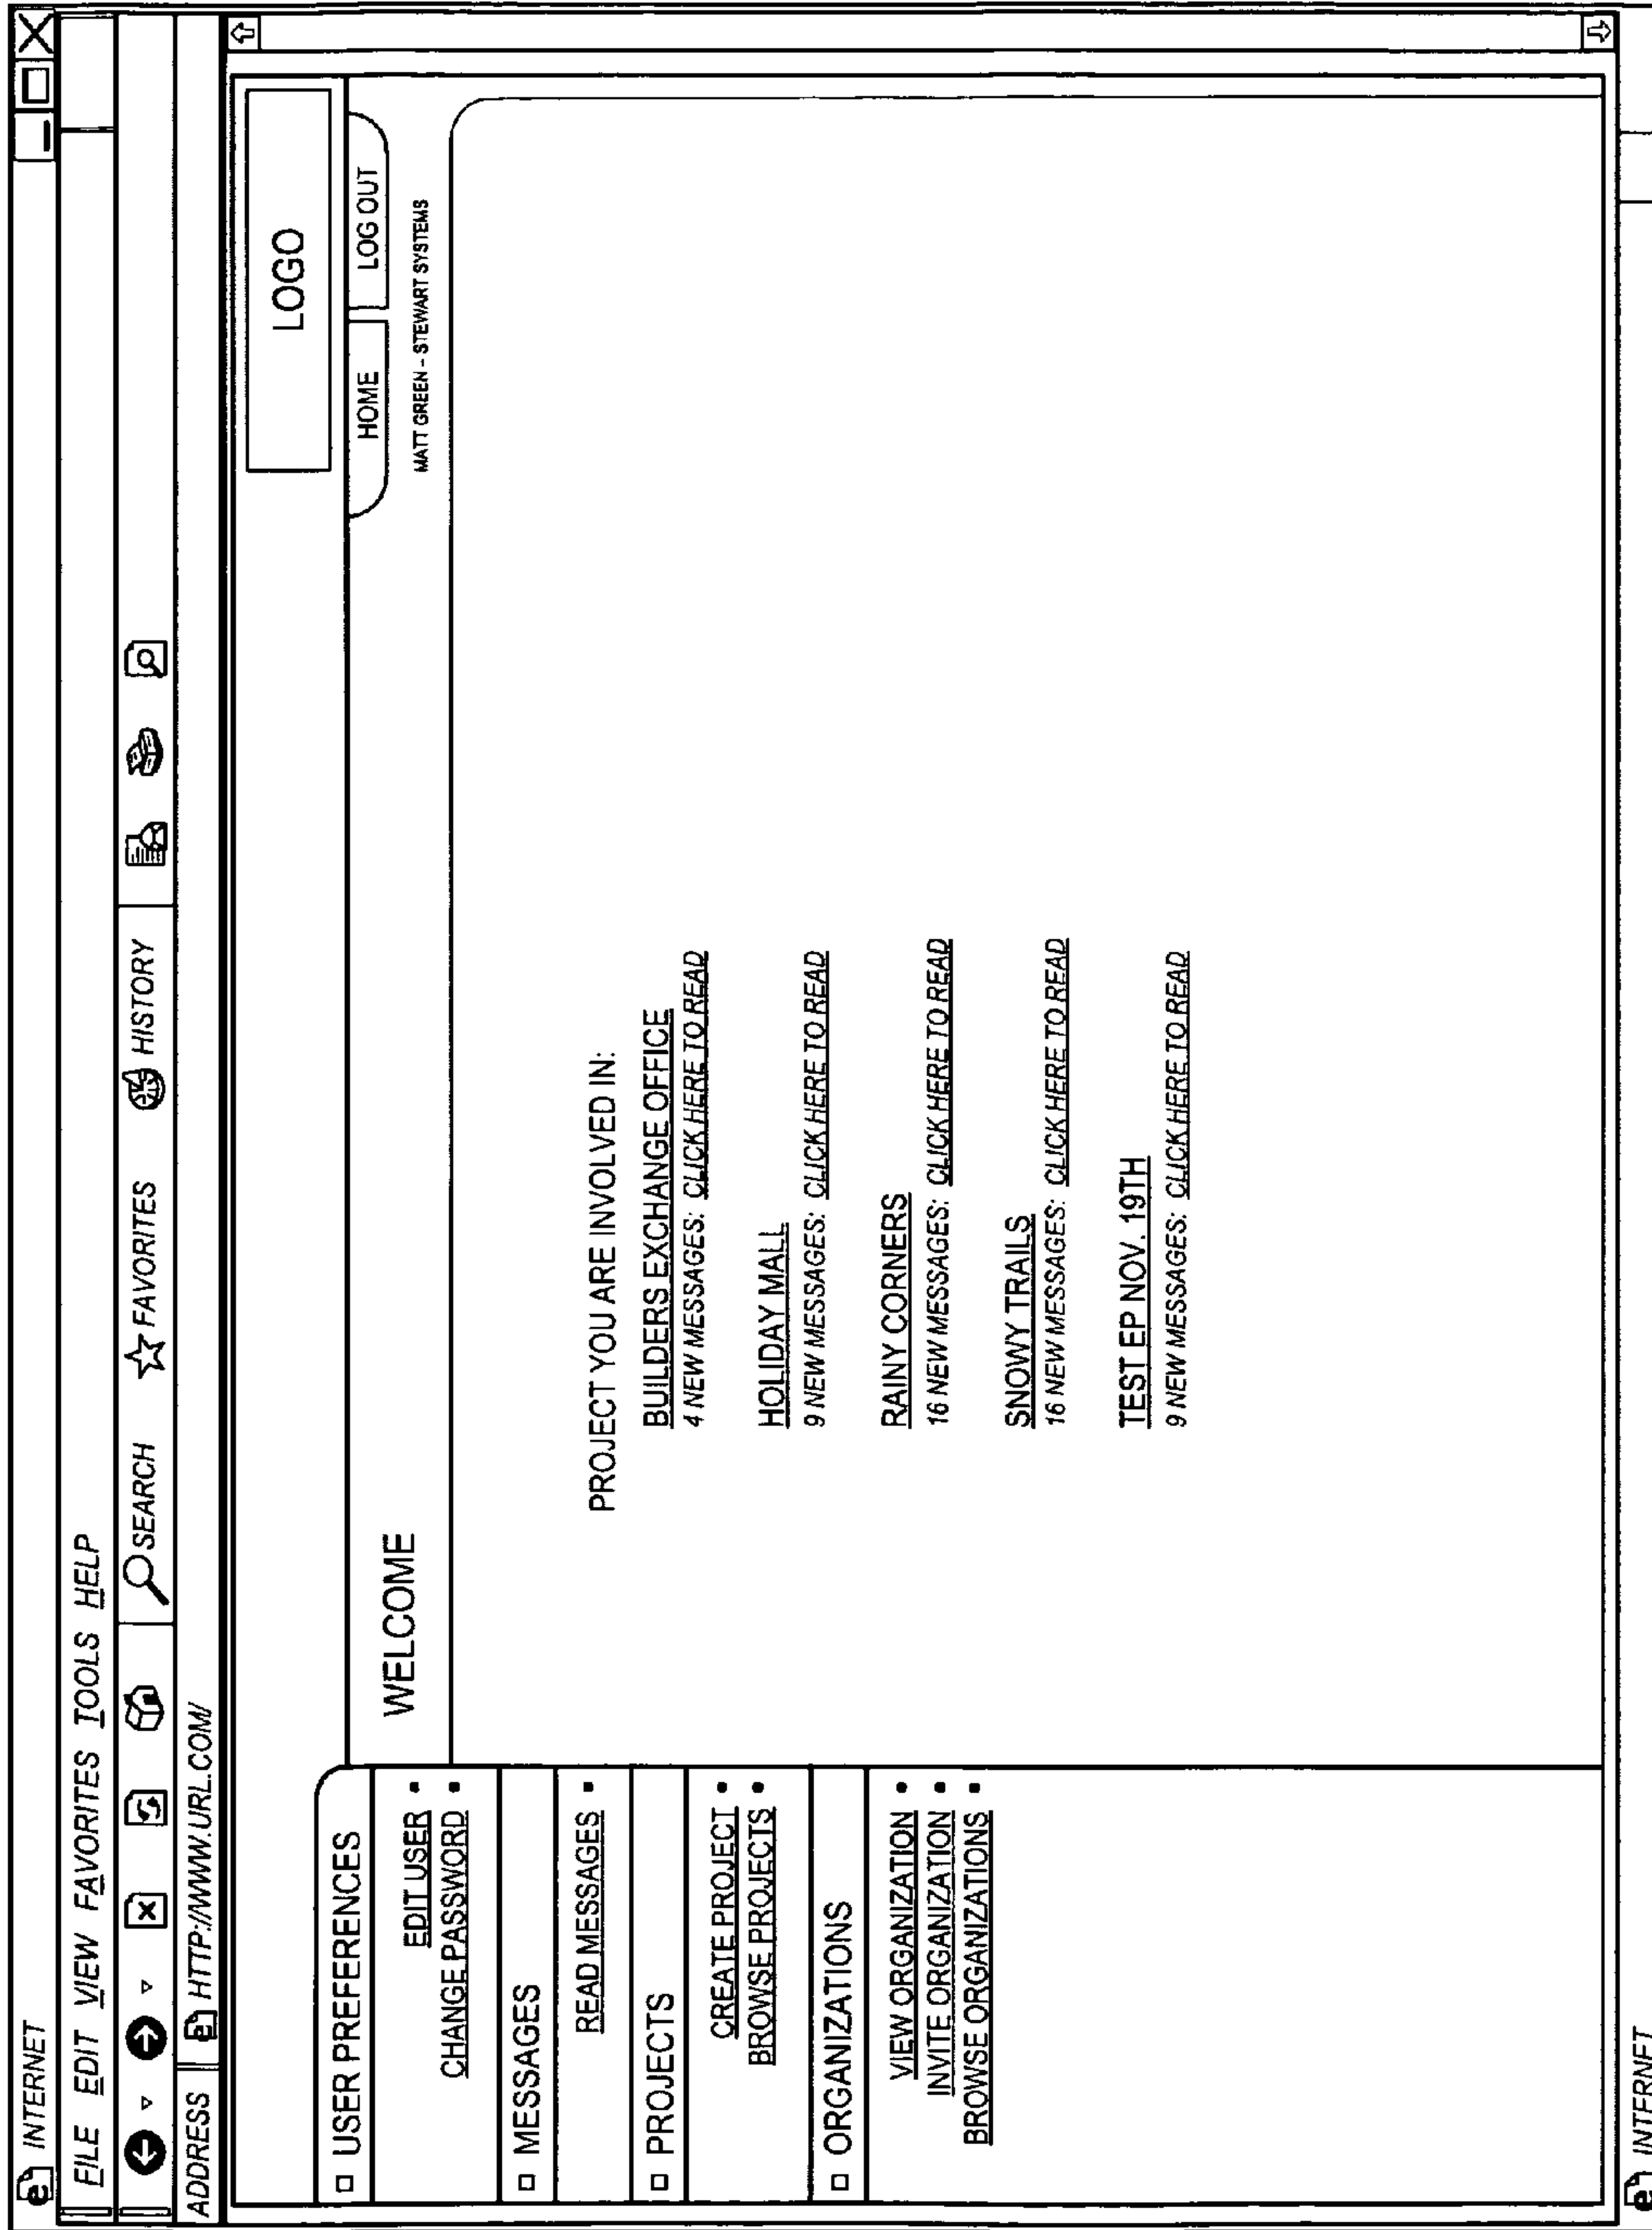 INTERNET
FILE EDIT VIEW FAVORITES TOOLS HELP
SEARCH FAVORITES HISTORY
ADDRESS HTTP://WWW.URL.COM/
LOGO
HOME LOG OUT
WELCOME
MATT GREEN - STEWART SYSTEMS
USER PREFERENCES
EDIT USER
CHANGE PASSWORD
MESSAGES
READ MESSAGES
PROJECTS
CREATE PROJECT
BROWSE PROJECTS
ORGANIZATIONS
VIEW ORGANIZATION
INVITE ORGANIZATION
BROWSE ORGANIZATIONS
PROJECT YOU ARE INVOLVED IN:
BUILDERS EXCHANGE OFFICE
4 NEW MESSAGES: CLICK HERE TO READ
HOLIDAY MALL
9 NEW MESSAGES: CLICK HERE TO READ
RAINY CORNERS
16 NEW MESSAGES: CLICK HERE TO READ
SNOWY TRAILS
16 NEW MESSAGES: CLICK HERE TO READ
TEST EP NOV. 19TH
9 NEW MESSAGES: CLICK HERE TO READ
INTERNET